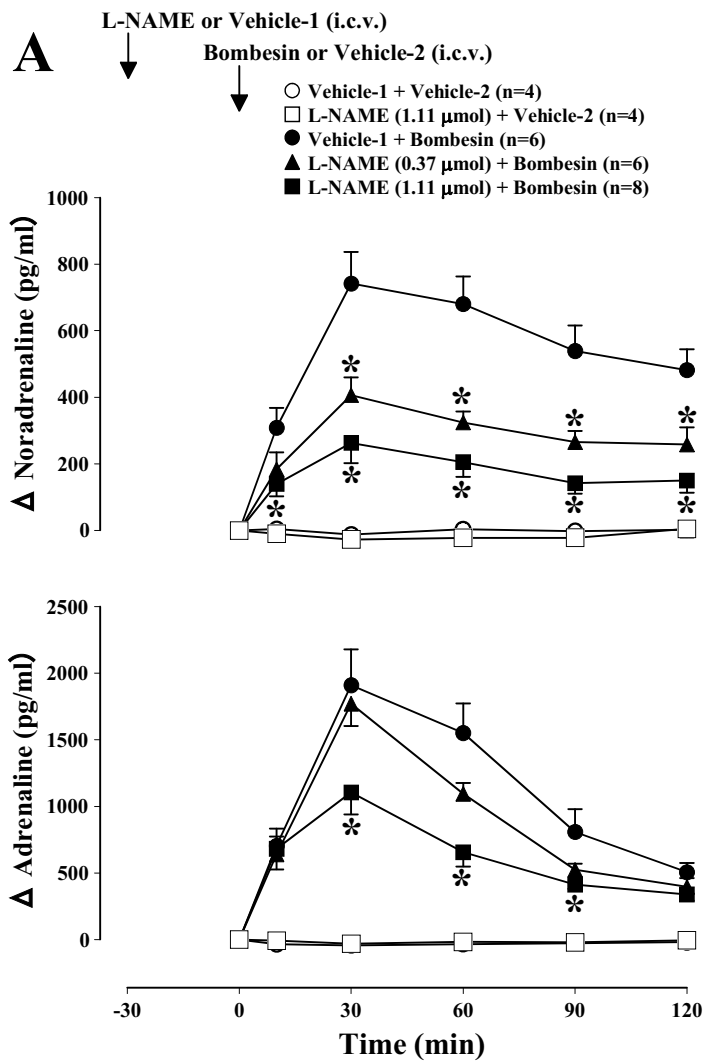 L-NAME or Vehicle-1 (i.c.v.)
A
Bombesin or Vehicle-2 (i.c.v.)
Vehicle-1 + Vehicle-2 (n=4)
L-NAME (1.11 μmol) + Vehicle-2 (n=4)
Vehicle-1 + Bombesin (n=6)
L-NAME (0.37 μmol) + Bombesin (n=6)
L-NAME (1.11 μmol) + Bombesin (n=8)
Δ Noradrenaline (pg/ml)
1000
800
600
400
200
0
* * * *
* * * * *
Δ Adrenaline (pg/ml)
2500
2000
1500
1000
500
0
* * *
-30 0 30 60 90 120
Time (min)